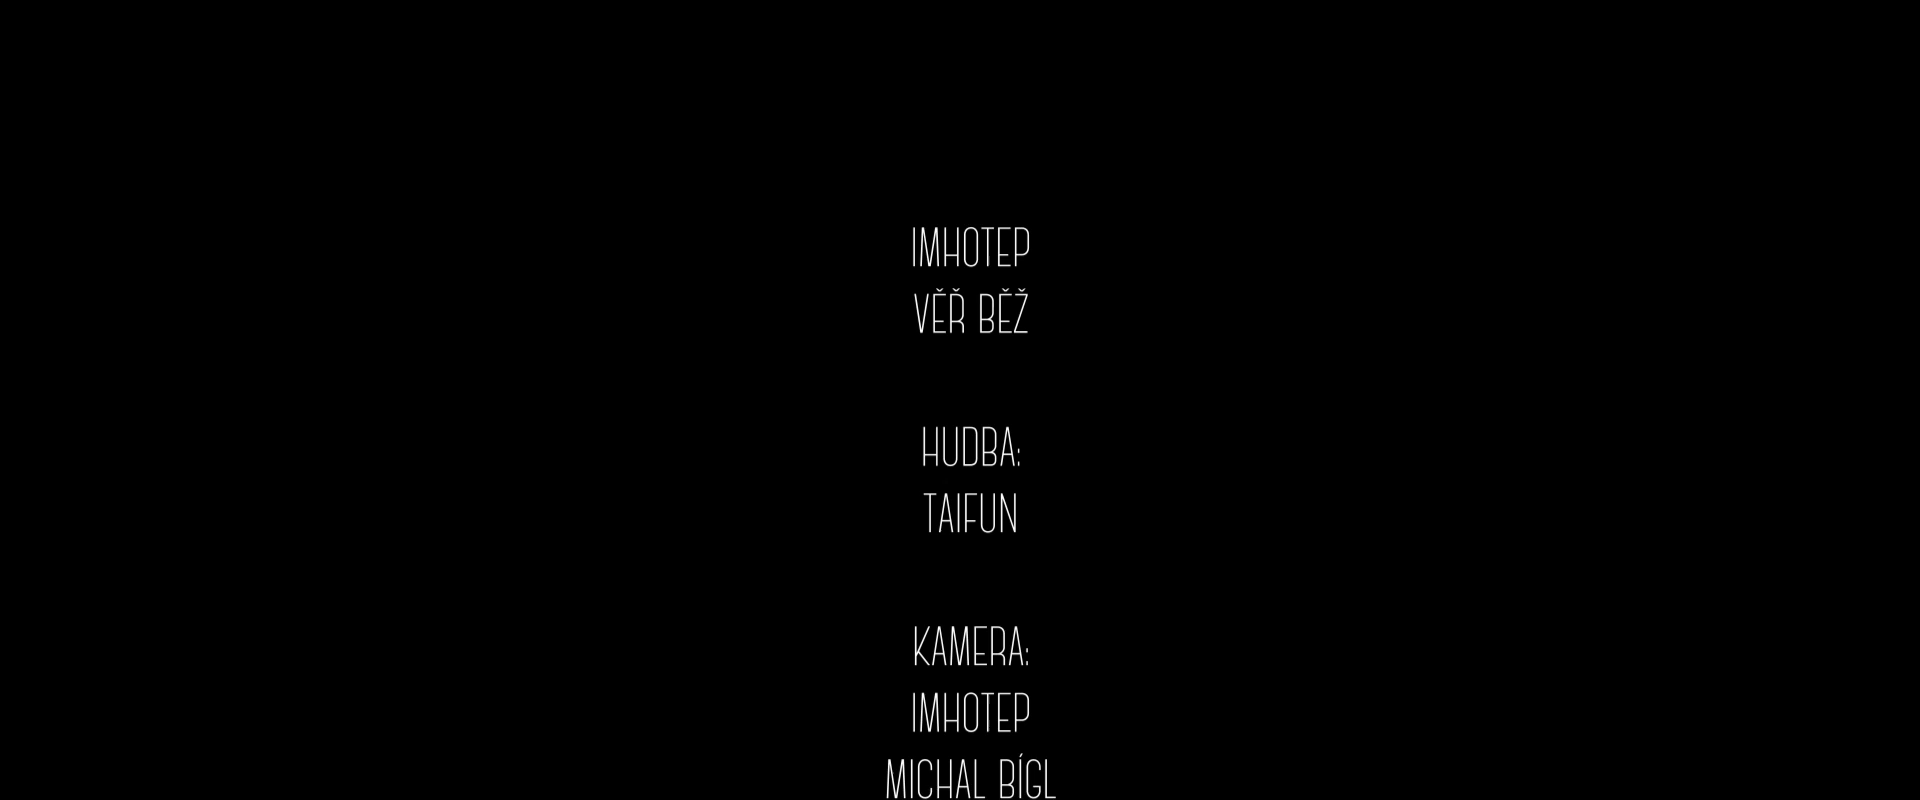 IMHOTEP
VĚŘ BĚŽ
HUDBA:
TAIFUN
KAMERA:
IMHOTEP
MICHAL BÍGL